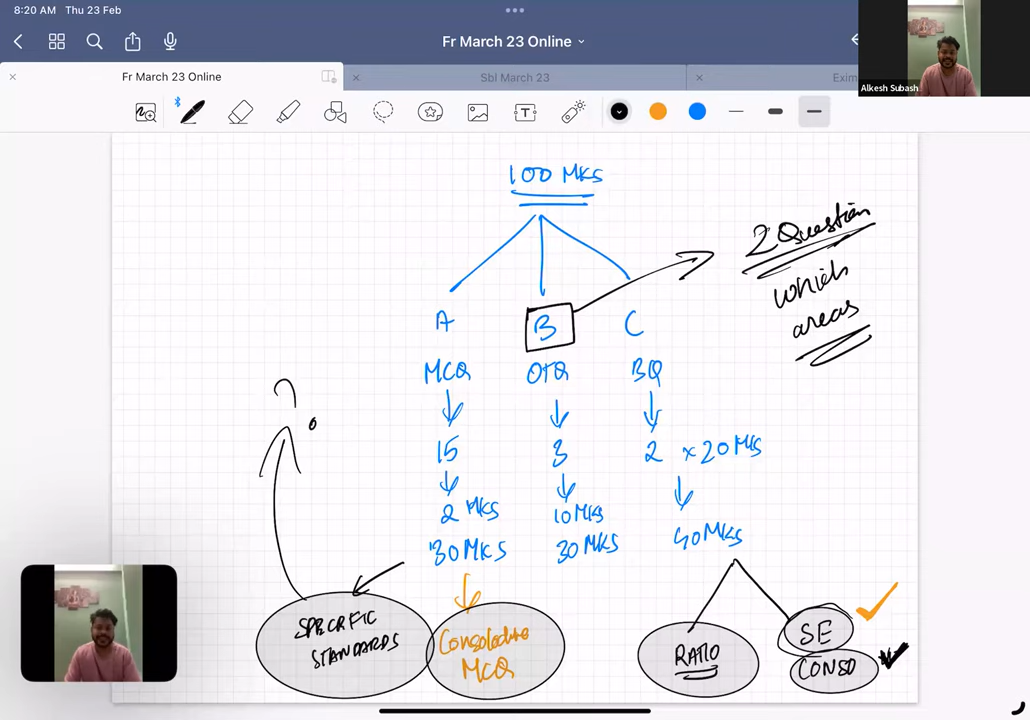 8:20 AM Thu 23 Feb
Fr March 23 Online
Alkesh Subash
Fr March 23 Online
Sbl March 23
Exim
100 MKS
2 Question
which
areas
A
B
C
MCQ
OTQ
BQ
15
3
2 x 20 MKS
2 MKS
10 MKS
40 MKS
30 MKS
30 MKS
SPECIFIC
STANDARDS
MCQ
RATIO
SE
CONSO
?